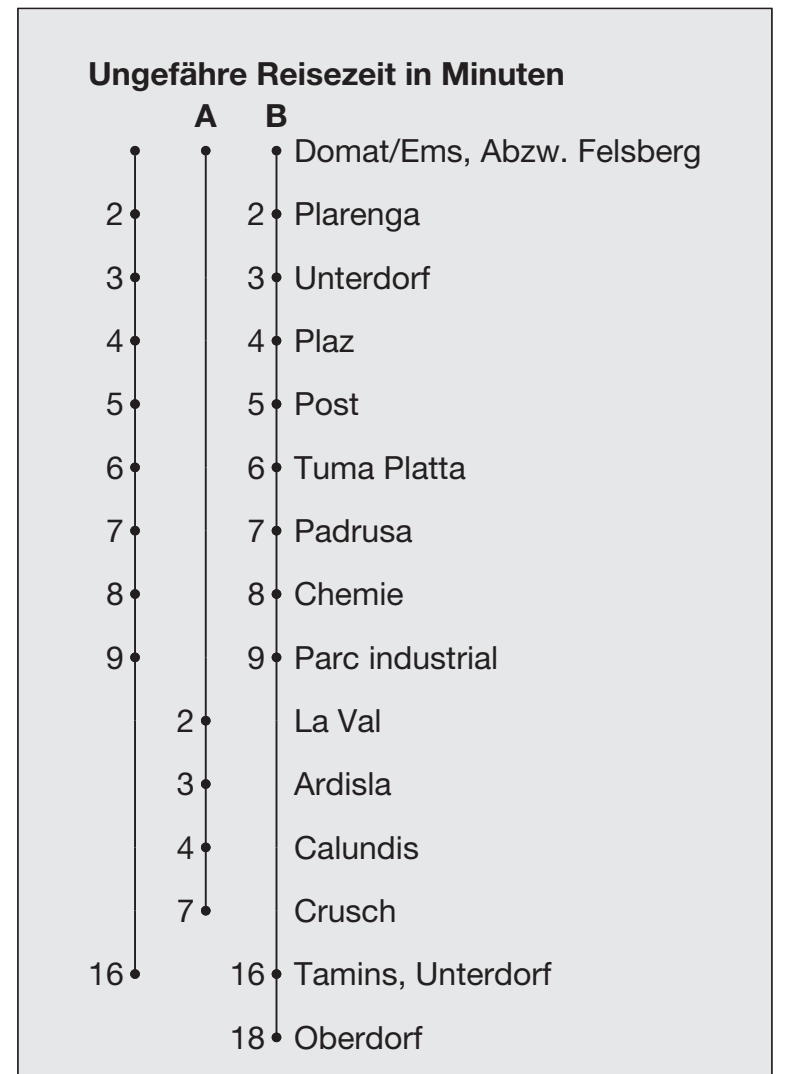 Ungefähre Reisezeit in Minuten
A B
Domat/Ems, Abzw. Felsberg
2 2 Plarenga
3 3 Unterdorf
4 4 Plaz
5 5 Post
6 6 Tuma Platta
7 7 Padrusa
8 8 Chemie
9 9 Parc industrial
2 La Val
3 Ardisla
4 Calundis
7 Crusch
16 16 Tamins, Unterdorf
18 Oberdorf